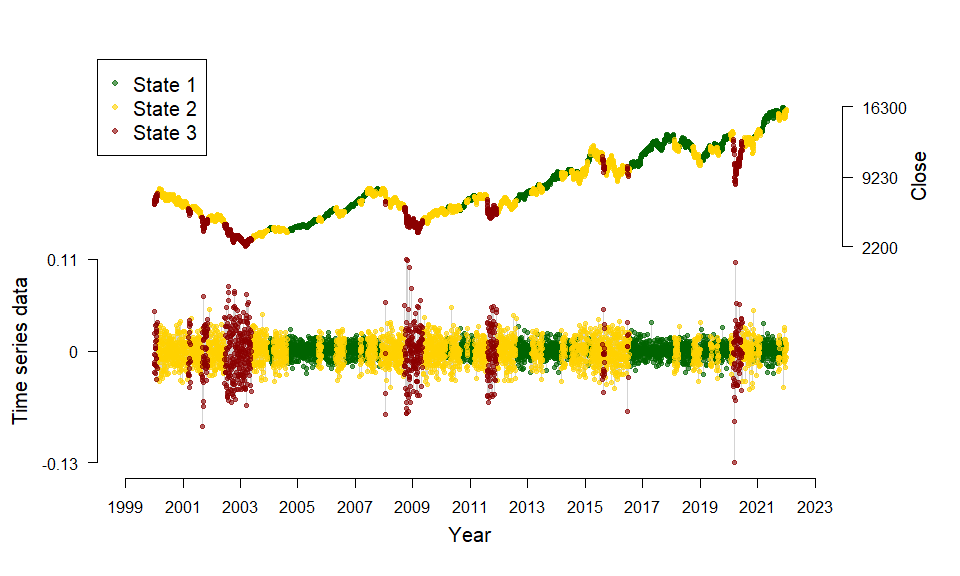 State 1
State 2
State 3
16300
9230
2200
Close
0.11
0
-0.13
Time series data
1999 2001 2003 2005 2007 2009 2011 2013 2015 2017 2019 2021 2023
Year